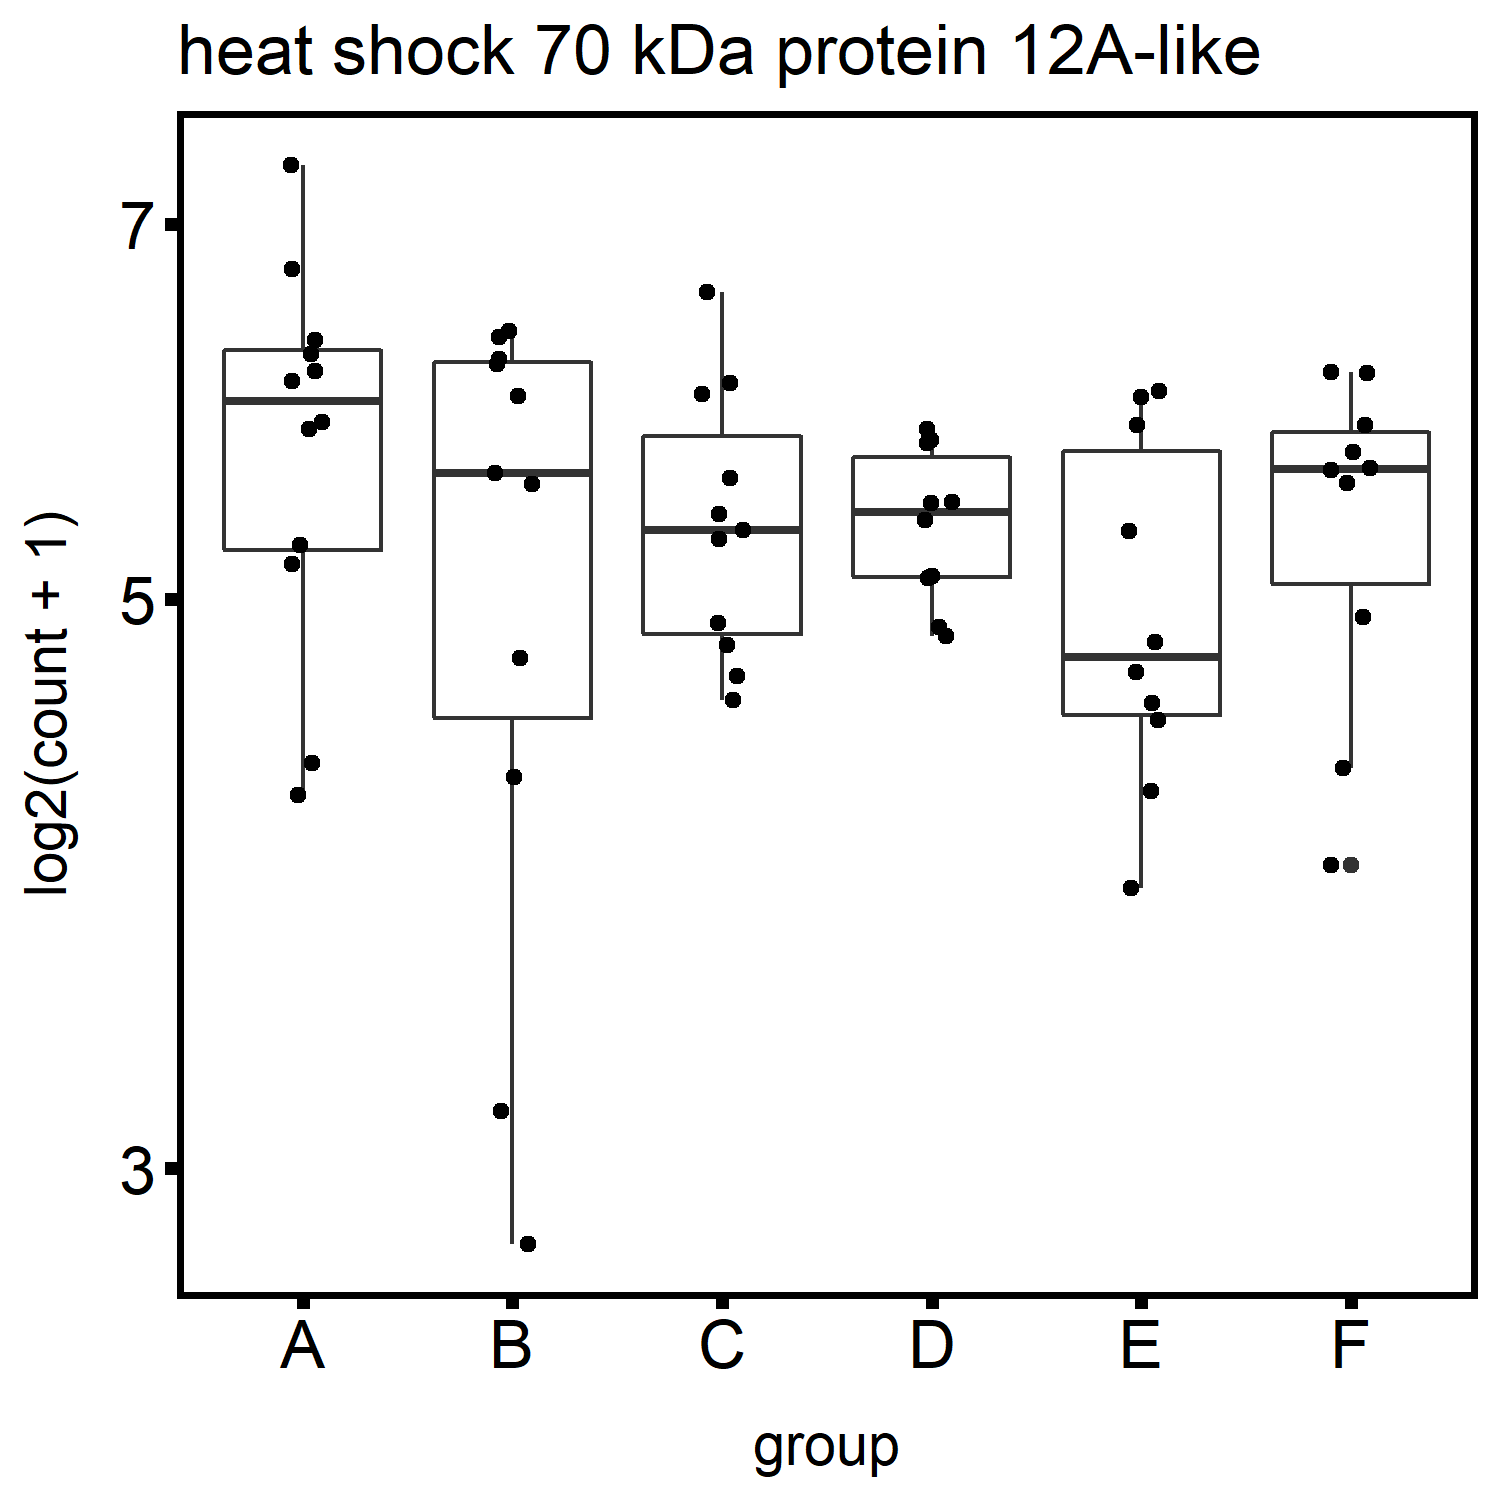 heat shock 70 kDa protein 12A-like
7
5
3
log2(count + 1)
A B C D E F
group